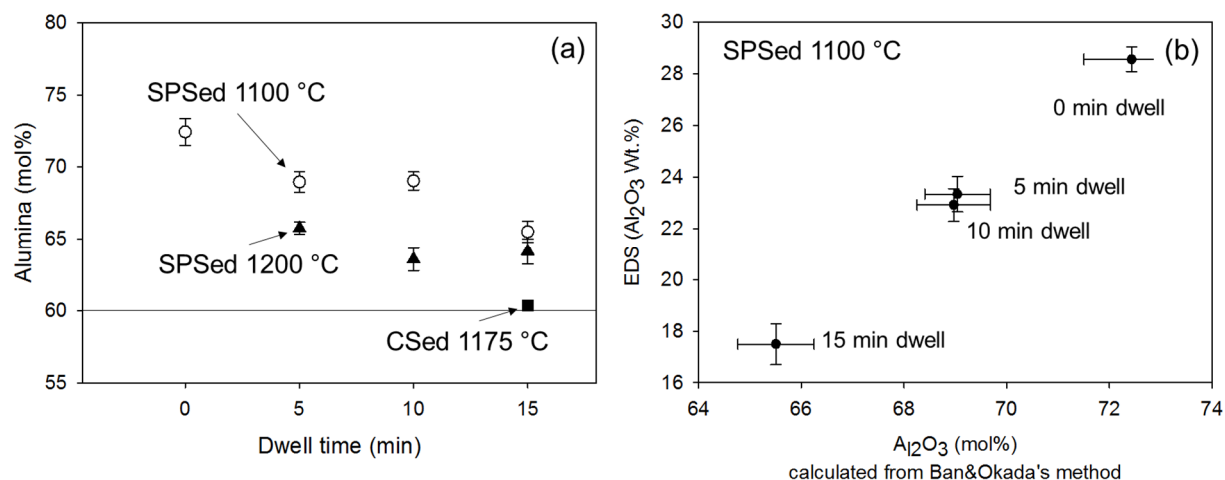 (a)
80
75
70
65
60
55
Alumina (mol%)
SPSed 1100 °C
SPSed 1200 °C
CSed 1175 °C
0 5 10 15
Dwell time (min)
(b)
SPSed 1100 °C
30
28
26
24
22
20
18
16
EDS (Al2O3 Wt.%)
0 min dwell
5 min dwell
10 min dwell
15 min dwell
64 66 68 70 72 74
Al2O3 (mol%)
calculated from Ban&Okada's method